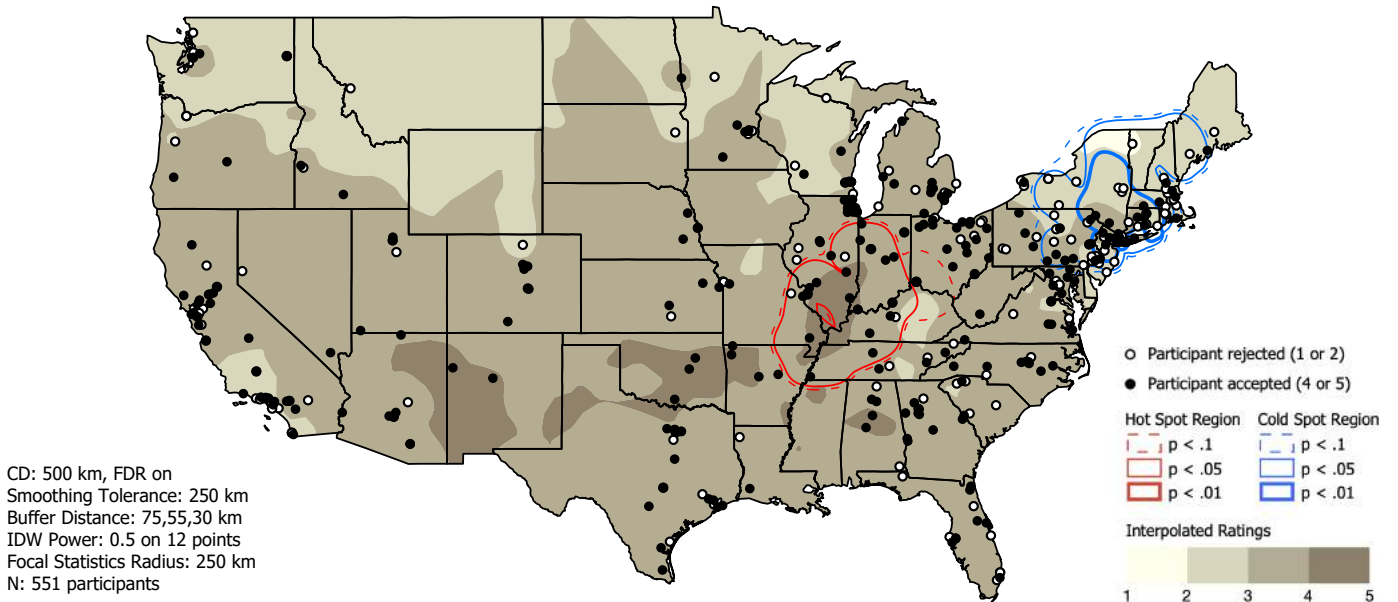 CD: 500 km, FDR on
Smoothing Tolerance: 250 km
Buffer Distance: 75,55,30 km
IDW Power: 0.5 on 12 points
Focal Statistics Radius: 250 km
N: 551 participants
Participant rejected (1 or 2)
Participant accepted (4 or 5)
Hot Spot Region Cold Spot Region
p < .1 p < .1
p < .05 p < .05
p < .01 p < .01
Interpolated Ratings
1 2 3 4 5